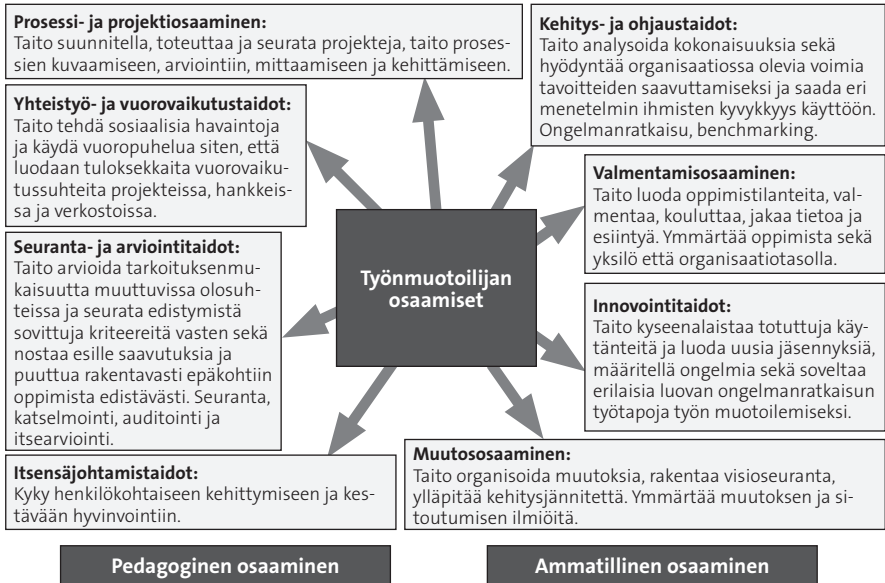 Prosessi- ja projektiosaaminen:
Taito suunnitella, toteuttaa ja seurata projekteja, taito proses-
sien kuvaamiseen, arviointiin, mittaamiseen ja kehittämiseen.
Kehitys- ja ohjaustaidot:
Taito analysoida kokonaisuuksia sekä
hyödyntää organisaatiossa olevia voimia
tavoitteiden saavuttamiseksi ja saada eri
menetelmin ihmisten kyvykkyys käyttöön.
Ongelmanratkaisu, benchmarking.
Yhteistyö- ja vuorovaikutustaidot:
Taito tehdä sosiaalisia havaintoja
ja käydä vuoropuhelua siten, että
luodaan tuloksekkaita vuorovaiku-
tussuhteita projekteissa, hankkeis-
sa ja verkostoissa.
Valmentamisosaaminen:
Taito luoda oppimistilanteita, val-
mentaa, kouluttaa, jakaa tietoa ja
esiintyä. Ymmärtää oppimista sekä
yksilö että organisaatiotasolla.
Seuranta- ja arviointitaidot:
Taito arvioida tarkoituksenmu-
kaisuutta muuttuvissa olosuh-
teissa ja seurata edistymistä
sovittuja kriteereitä vasten sekä
nostaa esille saavutuksia ja
puuttua rakentavasti epäkohtiin
oppimista edistävästi. Seuranta,
katselmointi, auditointi ja
itsearviointi.
Työnmuotoilijan
osaamiset
Innovointitaidot:
Taito kyseenalaistaa totuttuja käy-
tänteitä ja luoda uusia jäsennyksiä,
määritellä ongelmia sekä soveltaa
erilaisia luovan ongelmanratkaisun
työtapoja työn muotoilemiseksi.
Itsensäjohtamistaidot:
Kyky henkilökohtaiseen kehittymiseen ja kes-
tävään hyvinvointiin.
Muutososaaminen:
Taito organisoida muutoksia, rakentaa visioseuranta,
ylläpitää kehitysjännitettä. Ymmärtää muutoksen ja si-
toutumisen ilmiöitä.
Pedagoginen osaaminen
Ammatillinen osaaminen